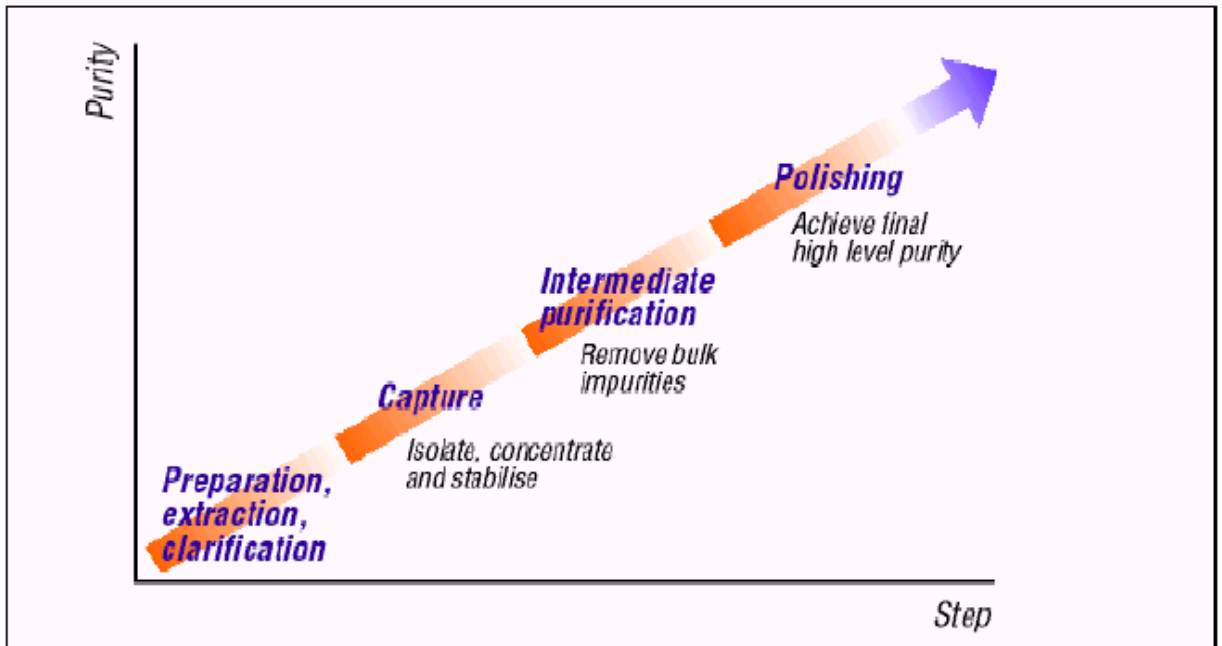 Purity
Polishing
Achieve final
high level purity
Intermediate
purification
Remove bulk
impurities
Capture
Isolate, concentrate
and stabilise
Preparation,
extraction,
clarification
Step